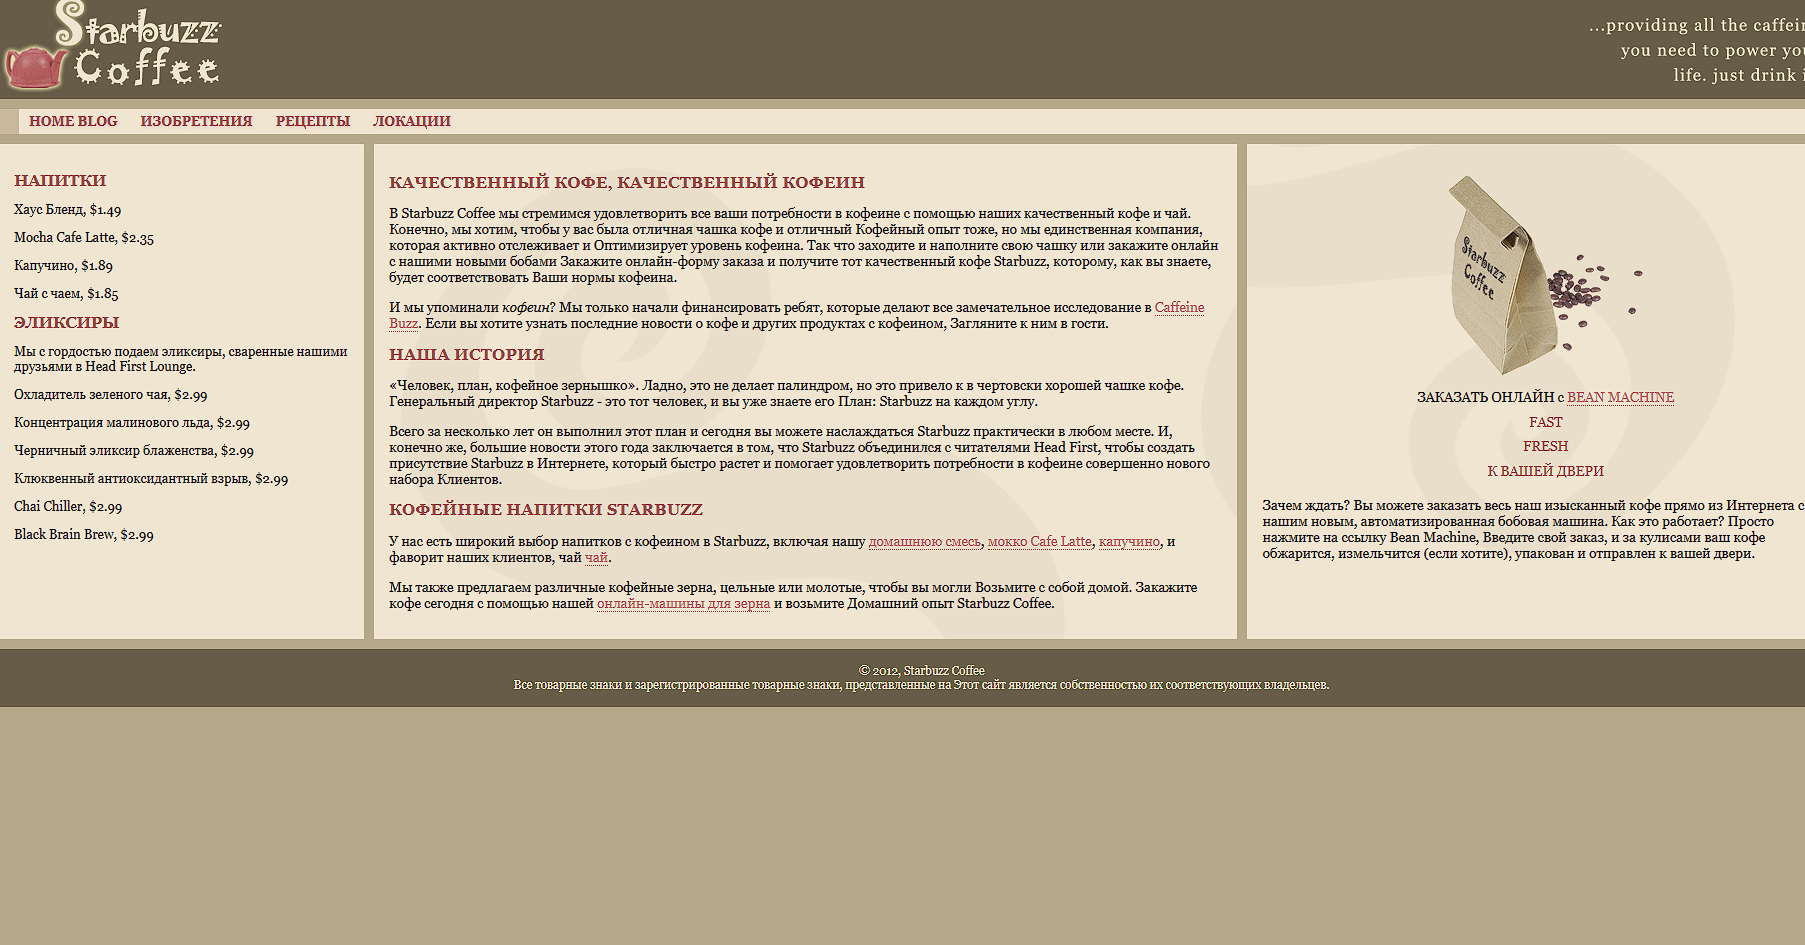 Starbuzz
Coffee
...providing all the
you need to power
life. just drink
HOME BLOG ИЗОБРЕТЕНИЯ РЕЦЕПТЫ ЛОКАЦИИ
НАПИТКИ
Хаус Бленд, $1.49
Mocha Cafe Latte, $2.35
Капучино, $1.89
Чай с чаем, $1.85
ЭЛИКСИРЫ
Мы с гордостью подаем эликсиры, сваренные нашими
друзьями в Head First Lounge.
Охладитель зеленого чая, $2.99
Концентрация малинового льда, $2.99
Черничный эликсир блаженства, $2.99
Клюквенный антиоксидантный взрыв, $2.99
Chai Chiller, $2.99
Black Brain Brew, $2.99
КАЧЕСТВЕННЫЙ КОФЕ, КАЧЕСТВЕННЫЙ КОФЕИН
В Starbuzz Coffee мы стремимся удовлетворить все ваши потребности в кофеине с помощью наших качественный кофе и чай.
Конечно, мы хотим, чтобы у вас была отличная чашка кофе и отличный Кофейный опыт тоже, но мы единственная компания,
которая активно отслеживает и Оптимизирует уровень кофеина. Так что заходите и наполните свою чашку или закажите онлайн
с нашими новыми бобами Закажите онлайн-форму заказа и получите тот качественный кофе Starbuzz, которому, как вы знаете,
будет соответствовать Ваши нормы кофеина.
И мы упоминали кофеин? Мы только начали финансировать ребят, которые делают все замечательное исследование в Caffeine
Buzz. Если вы хотите узнать последние новости о кофе и других продуктах с кофеином, Загляните к ним в гости.
НАША ИСТОРИЯ
«Человек, план, кофейное зернышко». Ладно, это не делает палиндром, но это привело к в чертовски хорошей чашке кофе.
Генеральный директор Starbuzz - это тот человек, и вы уже знаете его План: Starbuzz на каждом углу.
Всего за несколько лет он выполнил этот план и сегодня вы можете наслаждаться Starbuzz практически в любом месте. И,
конечно же, большие новости этого года заключается в том, что Starbuzz объединился с читателями Head First, чтобы создать
присутствие Starbuzz в Интернете, который быстро растет и помогает удовлетворить потребности в кофеине совершенно нового
набора Клиентов.
КОФЕЙНЫЕ НАПИТКИ STARBUZZ
У нас есть широкий выбор напитков с кофеином в Starbuzz, включая нашу домашнюю смесь, мокко Cafe Latte, капучино, и
фаворит наших клиентов, чай чай.
Мы также предлагаем различные кофейные зерна, цельные или молотые, чтобы вы могли Возьмите с собой домой. Закажите
кофе сегодня с помощью нашей онлайн-машины для зерна и возьмите Домашний опыт Starbuzz Coffee.
Starbuzz
Coffee
ЗАКАЗАТЬ ОНЛАЙН с BEAN MACHINE
FAST
FRESH
К ВАШЕЙ ДВЕРИ
Зачем ждать? Вы можете заказать весь наш изысканный кофе прямо из Интернета с
нашим новым, автоматизированная бобовая машина. Как это работает? Просто
нажмите на ссылку Bean Machine, Введите свой заказ, и за кулисами ваш кофе
обжарится, измельчится (если хотите), упакован и отправлен к вашей двери.
© 2012, Starbuzz Coffee
Все товарные знаки и зарегистрированные товарные знаки, представленные на Этот сайт является собственностью их соответствующих владельцев.